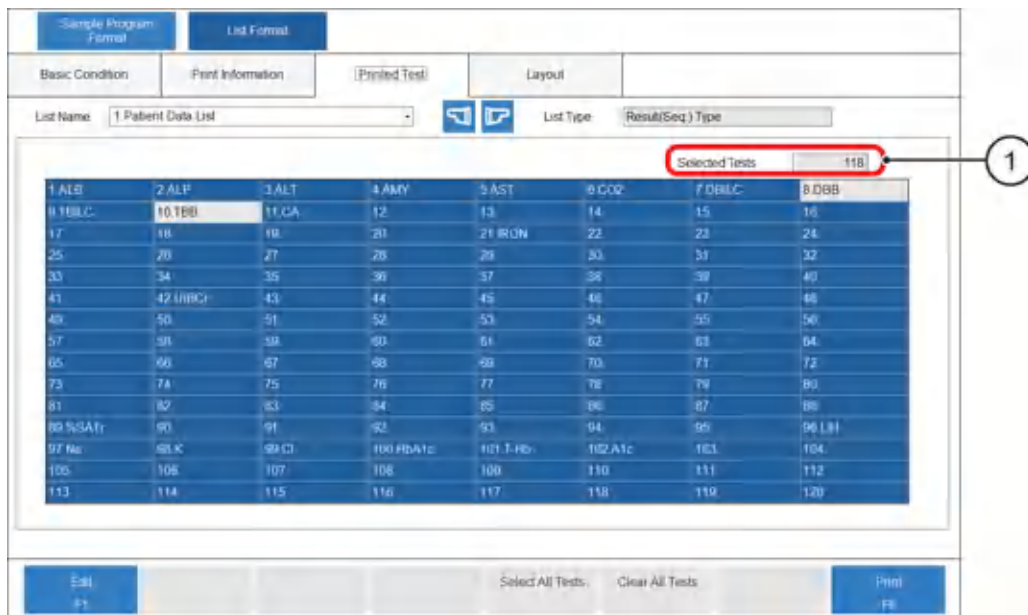 Sample Program
Format
List Format
Basic Condition Print Information Printed Test Layout
List Name 1.Patient Data List List Type Result(Seq.) Type
Selected Tests 118
1
1.ALB 2.ALP 3.ALT 4.AMY 5.AST 6.CO2 7.DBILC 8.DBB
9.TBILC 10.TBB 11.CA 12. 13. 14. 15. 16.
17. 18. 19. 20. 21.IRON 22. 23. 24.
25. 26. 27. 28. 29. 30. 31. 32.
33. 34. 35. 36. 37. 38. 39. 40.
41. 42.UIBCr 43. 44. 45. 46. 47. 48.
49. 50. 51. 52. 53. 54. 55. 56.
57. 58. 59. 60. 61. 62. 63. 64.
65. 66. 67. 68. 69. 70. 71. 72.
73. 74. 75. 76. 77. 78. 79. 80.
81. 82. 83. 84. 85. 86. 87. 88.
89.%SATr 90. 91. 92. 93. 94. 95. 96.LIH
97.Na 98.K 99.Cl 100.HbA1c 101.T-Hb 102.A1c 103. 104.
105. 106. 107. 108. 109. 110. 111. 112.
113. 114. 115. 116. 117. 118. 119. 120.
Edit Select All Tests Clear All Tests Print
F1 F8